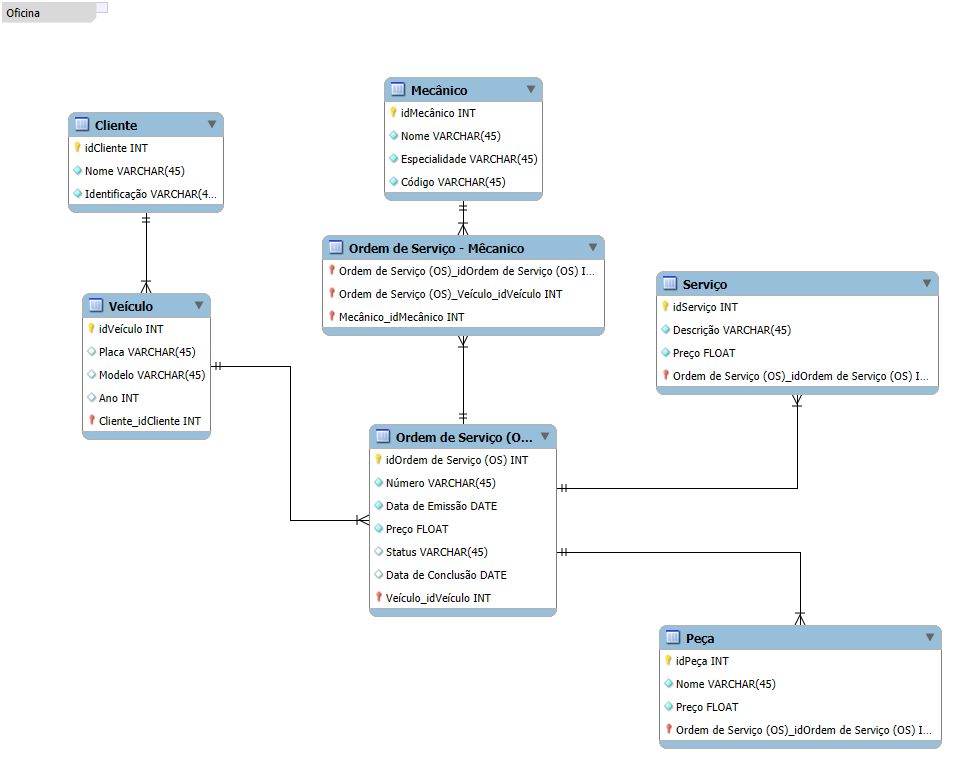 Oficina
Mecânico
idMecânico INT
Nome VARCHAR(45)
Especialidade VARCHAR(45)
Código VARCHAR(45)
Cliente
idCliente INT
Nome VARCHAR(45)
Identificação VARCHAR(4...
Ordem de Serviço - Mêcanico
Ordem de Serviço (OS)_idOrdem de Serviço (OS) I...
Ordem de Serviço (OS)_Veículo_idVeículo INT
Mecânico_idMecânico INT
Serviço
idServiço INT
Descrição VARCHAR(45)
Preço FLOAT
Ordem de Serviço (OS)_idOrdem de Serviço (OS) I...
Veículo
idVeículo INT
Placa VARCHAR(45)
Modelo VARCHAR(45)
Ano INT
Cliente_idCliente INT
Ordem de Serviço (O...
idOrdem de Serviço (OS) INT
Número VARCHAR(45)
Data de Emissão DATE
Preço FLOAT
Status VARCHAR(45)
Data de Conclusão DATE
Veículo_idVeículo INT
Peça
idPeça INT
Nome VARCHAR(45)
Preço FLOAT
Ordem de Serviço (OS)_idOrdem de Serviço (OS) I...